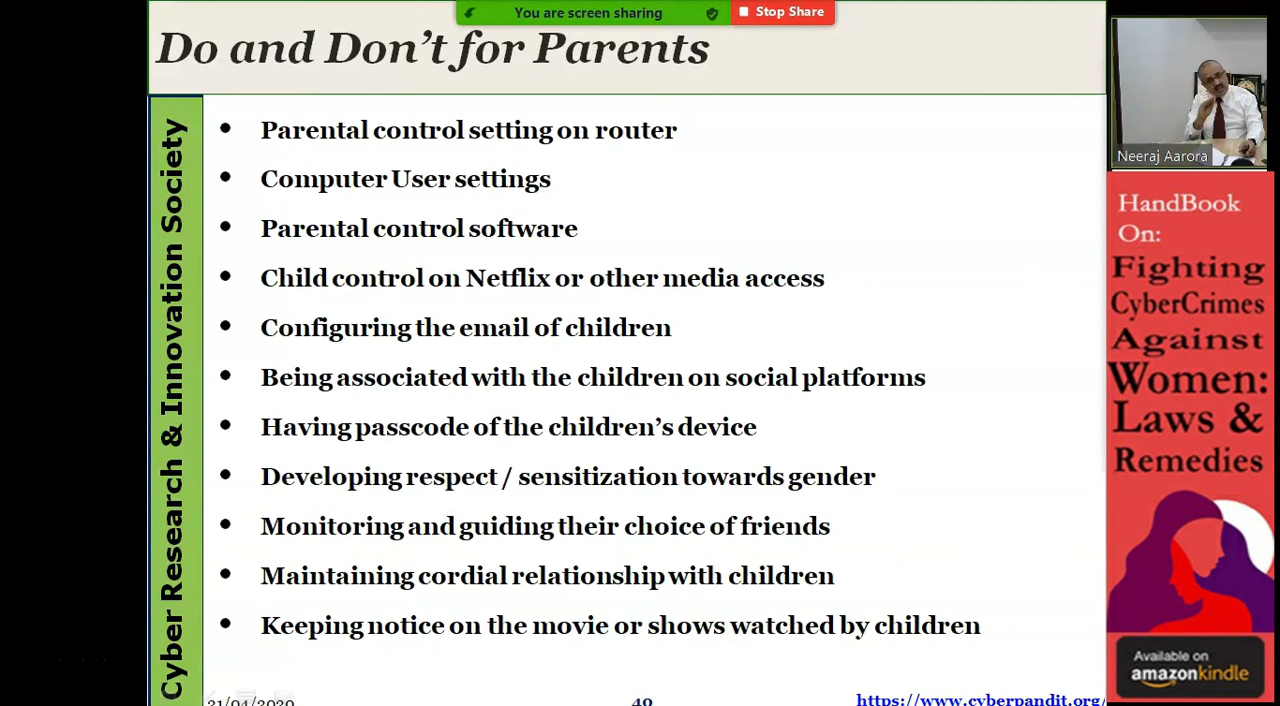 You are screen sharing
Stop Share
Do and Don't for Parents
Cyber Research & Innovation Society
• Parental control setting on router
• Computer User settings
• Parental control software
• Child control on Netflix or other media access
• Configuring the email of children
• Being associated with the children on social platforms
• Having passcode of the children's device
• Developing respect / sensitization towards gender
• Monitoring and guiding their choice of friends
• Maintaining cordial relationship with children
• Keeping notice on the movie or shows watched by children
21/04/2020
40
https://www.cyberpandit.org/
Neeraj Aarora
HandBook
On:
Fighting
CyberCrimes
Against
Women:
Laws &
Remedies
Available on
amazonkindle